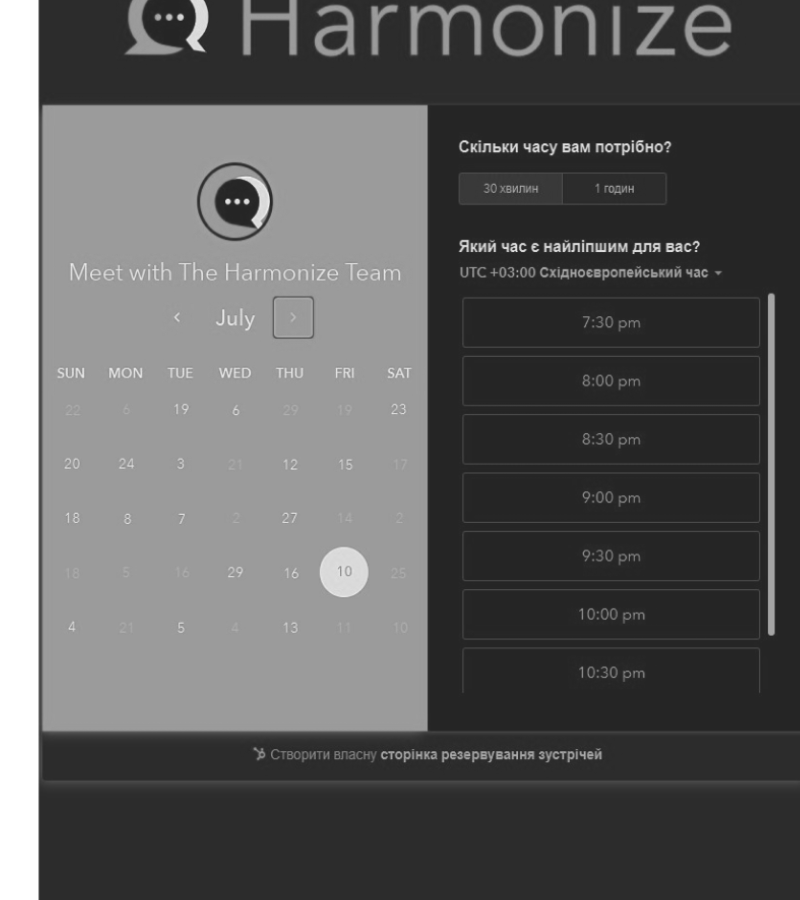 Harmonize
Meet with The Harmonize Team
July
SUN MON TUE WED THU FRI SAT
22 6 19 6 29 19 23
20 24 3 21 12 15 17
18 8 7 2 27 14 2
18 5 16 29 16 10 25
4 21 5 4 13 11 10
Скільки часу вам потрібно?
30 хвилин 1 годин
Який час є найліпшим для вас?
UTC +03:00 Східноєвропейський час
7:30 pm
8:00 pm
8:30 pm
9:00 pm
9:30 pm
10:00 pm
10:30 pm
Створити власну сторінка резервування зустрічей